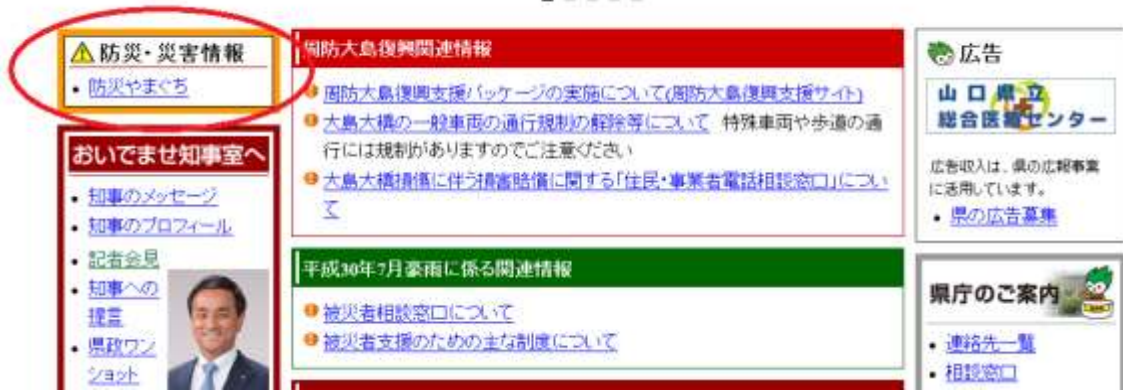 防災・災害情報
・防災やまぐち
おいでませ知事室へ
・知事のメッセージ
・知事のプロフィール
・記者会見
・知事への
提言
・県政ワン
ショット
周防大島復興関連情報
周防大島復興支援パッケージの実施について(周防大島復興支援サイト)
大島大橋の一般車両の通行規制の解除等について 特殊車両や歩道の通
行には規制がありますのでご注意ください
大島大橋損傷に伴う損害賠償に関する「住民・事業者電話相談窓口」につい
て
平成30年7月豪雨に係る関連情報
被災者相談窓口について
被災者支援のための主な制度について
広告
山口県立
総合医療センター
広告収入は、県の広報事業
に活用しています。
・県の広告募集
県庁のご案内
・連絡先一覧
・相談窓口